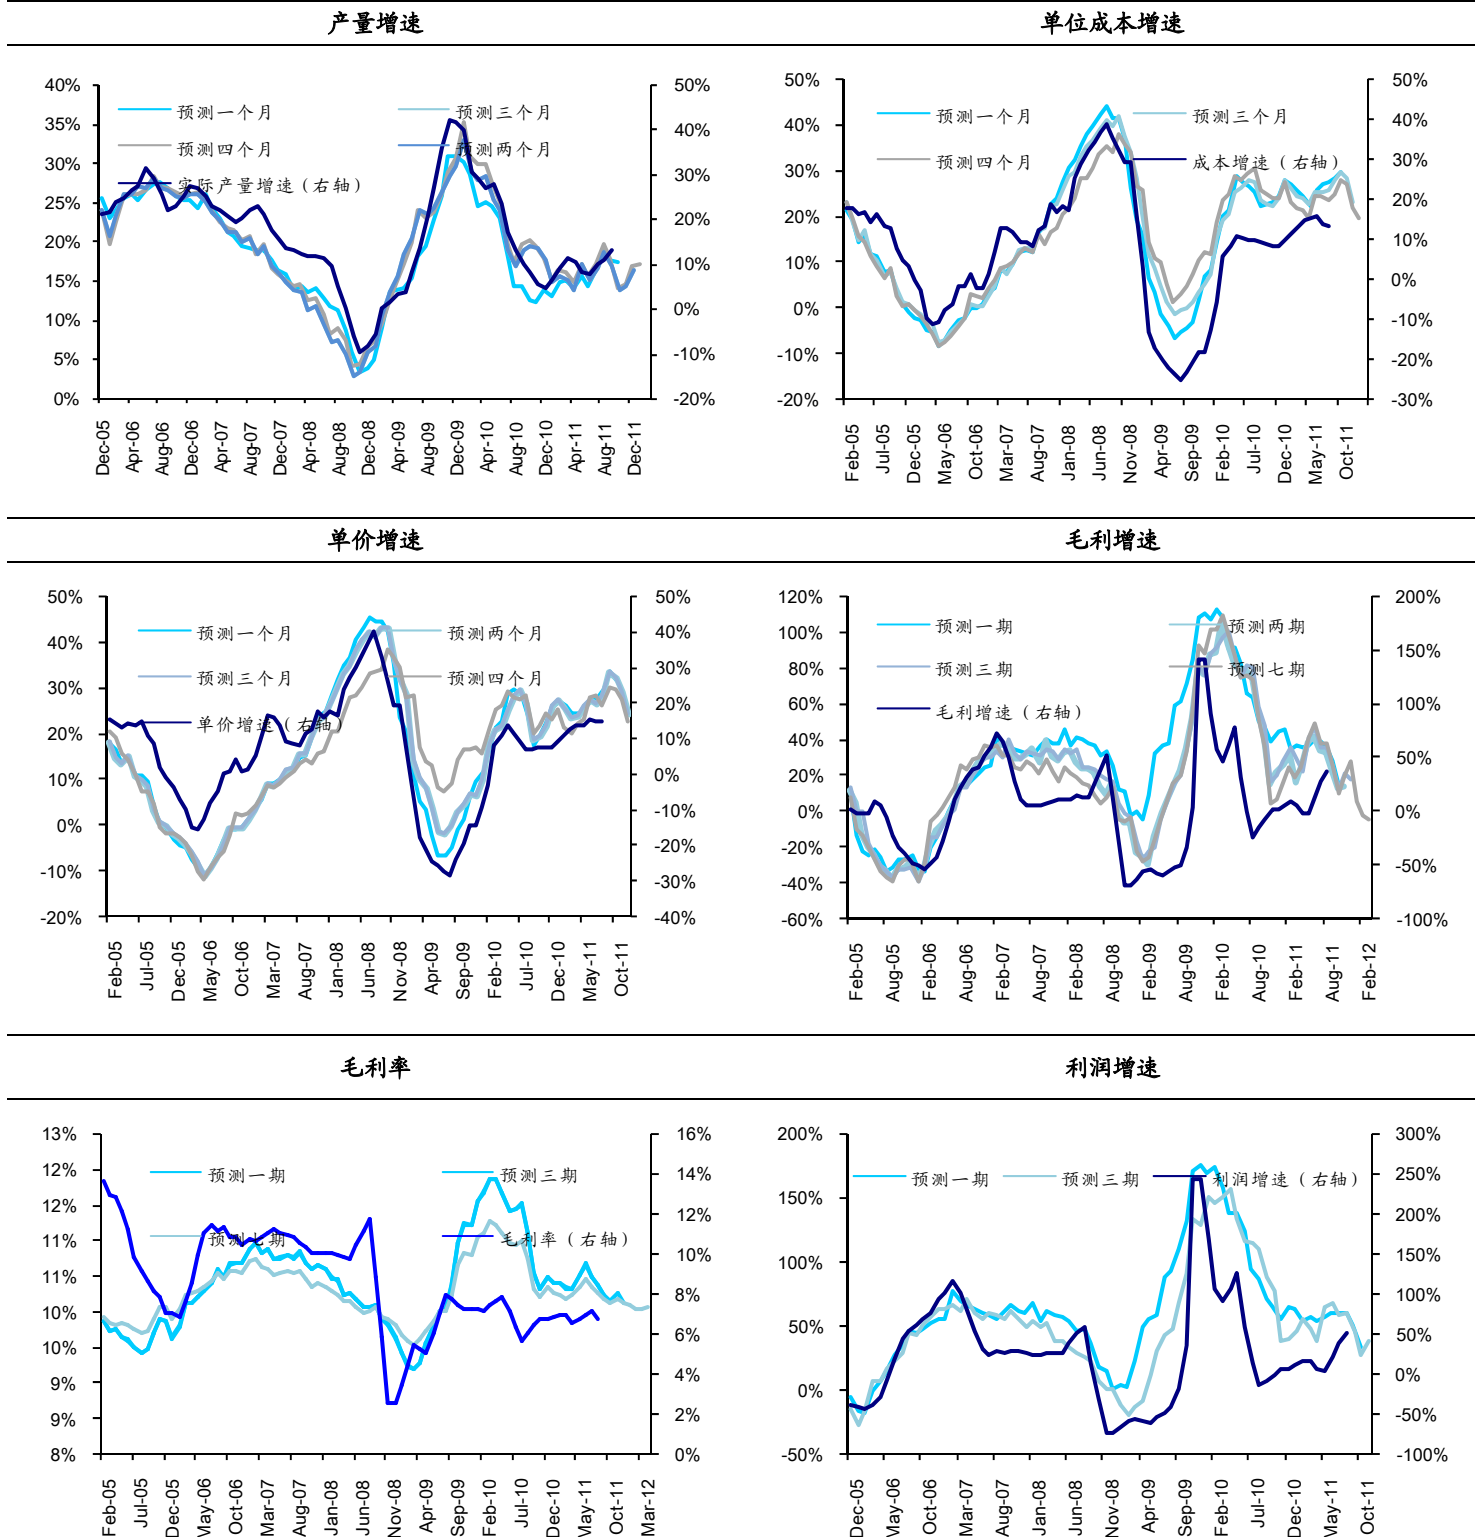 产量增速 单位成本增速
40% 35% 30% 25% 20% 15% 10% 5% 0%
预测一个月 预测三个月
预测四个月 预测两个月
实际产量增速（右轴）
50% 40% 30% 20% 10% 0% -10% -20%
Dec-05 Apr-06 Aug-06 Dec-06 Apr-07 Aug-07 Dec-07 Apr-08 Aug-08 Dec-08 Apr-09 Aug-09 Dec-09 Apr-10 Aug-10 Dec-10 Apr-11 Aug-11 Dec-11
50% 40% 30% 20% 10% 0% -10% -20%
预测一个月 预测三个月
预测四个月 成本增速（右轴）
50% 40% 30% 20% 10% 0% -10% -20% -30%
Feb-05 Jul-05 Dec-05 May-06 Oct-06 Mar-07 Aug-07 Jan-08 Jun-08 Nov-08 Apr-09 Sep-09 Feb-10 Jul-10 Dec-10 May-11 Oct-11
单价增速 毛利增速
50% 40% 30% 20% 10% 0% -10% -20%
预测一个月 预测两个月
预测三个月 预测四个月
单价增速（右轴）
50% 40% 30% 20% 10% 0% -10% -20% -30% -40%
Feb-05 Jul-05 Dec-05 May-06 Oct-06 Mar-07 Aug-07 Jan-08 Jun-08 Nov-08 Apr-09 Sep-09 Feb-10 Jul-10 Dec-10 May-11 Oct-11
120% 100% 80% 60% 40% 20% 0% -20% -40% -60%
预测一期 预测两期
预测三期 预测七期
毛利增速（右轴）
200% 150% 100% 50% 0% -50% -100%
Feb-05 Aug-05 Feb-06 Aug-06 Feb-07 Aug-07 Feb-08 Aug-08 Feb-09 Aug-09 Feb-10 Aug-10 Feb-11 Aug-11 Feb-12
毛利率 利润增速
13% 12% 12% 11% 11% 10% 10% 9% 9% 8%
预测一期 预测三期
预测七期 毛利率（右轴）
16% 14% 12% 10% 8% 6% 4% 2% 0%
Feb-05 Jul-05 Dec-05 May-06 Oct-06 Mar-07 Aug-07 Jan-08 Jun-08 Nov-08 Apr-09 Sep-09 Feb-10 Jul-10 Dec-10 May-11 Oct-11 Mar-12
200% 150% 100% 50% 0% -50%
预测一期 预测三期 利润增速（右轴）
300% 250% 200% 150% 100% 50% 0% -50% -100%
Dec-05 May-06 Oct-06 Mar-07 Aug-07 Jan-08 Jun-08 Nov-08 Apr-09 Sep-09 Feb-10 Jul-10 Dec-10 May-11 Oct-11